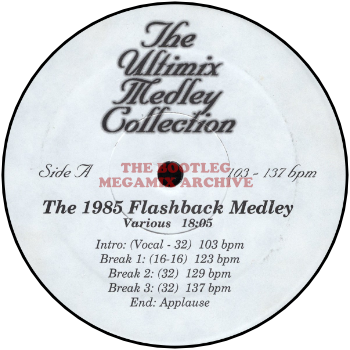 The
Ultimix
Medley
Collection
Side A
103 - 137 bpm
THE BOOTLEG
MEGAMIX ARCHIVE
The 1985 Flashback Medley
Various 18:05
Intro: (Vocal - 32) 103 bpm
Break 1: (16-16) 123 bpm
Break 2: (32) 129 bpm
Break 3: (32) 137 bpm
End: Applause